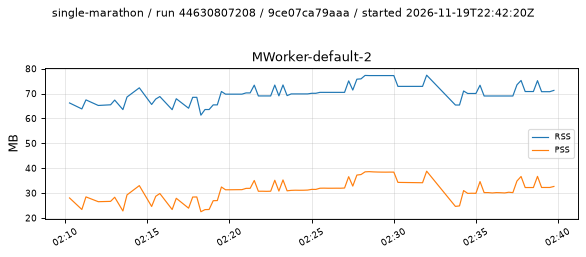 single-marathon / run 44630807208 / 9ce07ca79aaa / started 2026-11-19T22:42:20Z
MWorker-default-2
MB
80
70
60
50
40
30
20
RSS
PSS
02:10
02:15
02:20
02:25
02:30
02:35
02:40